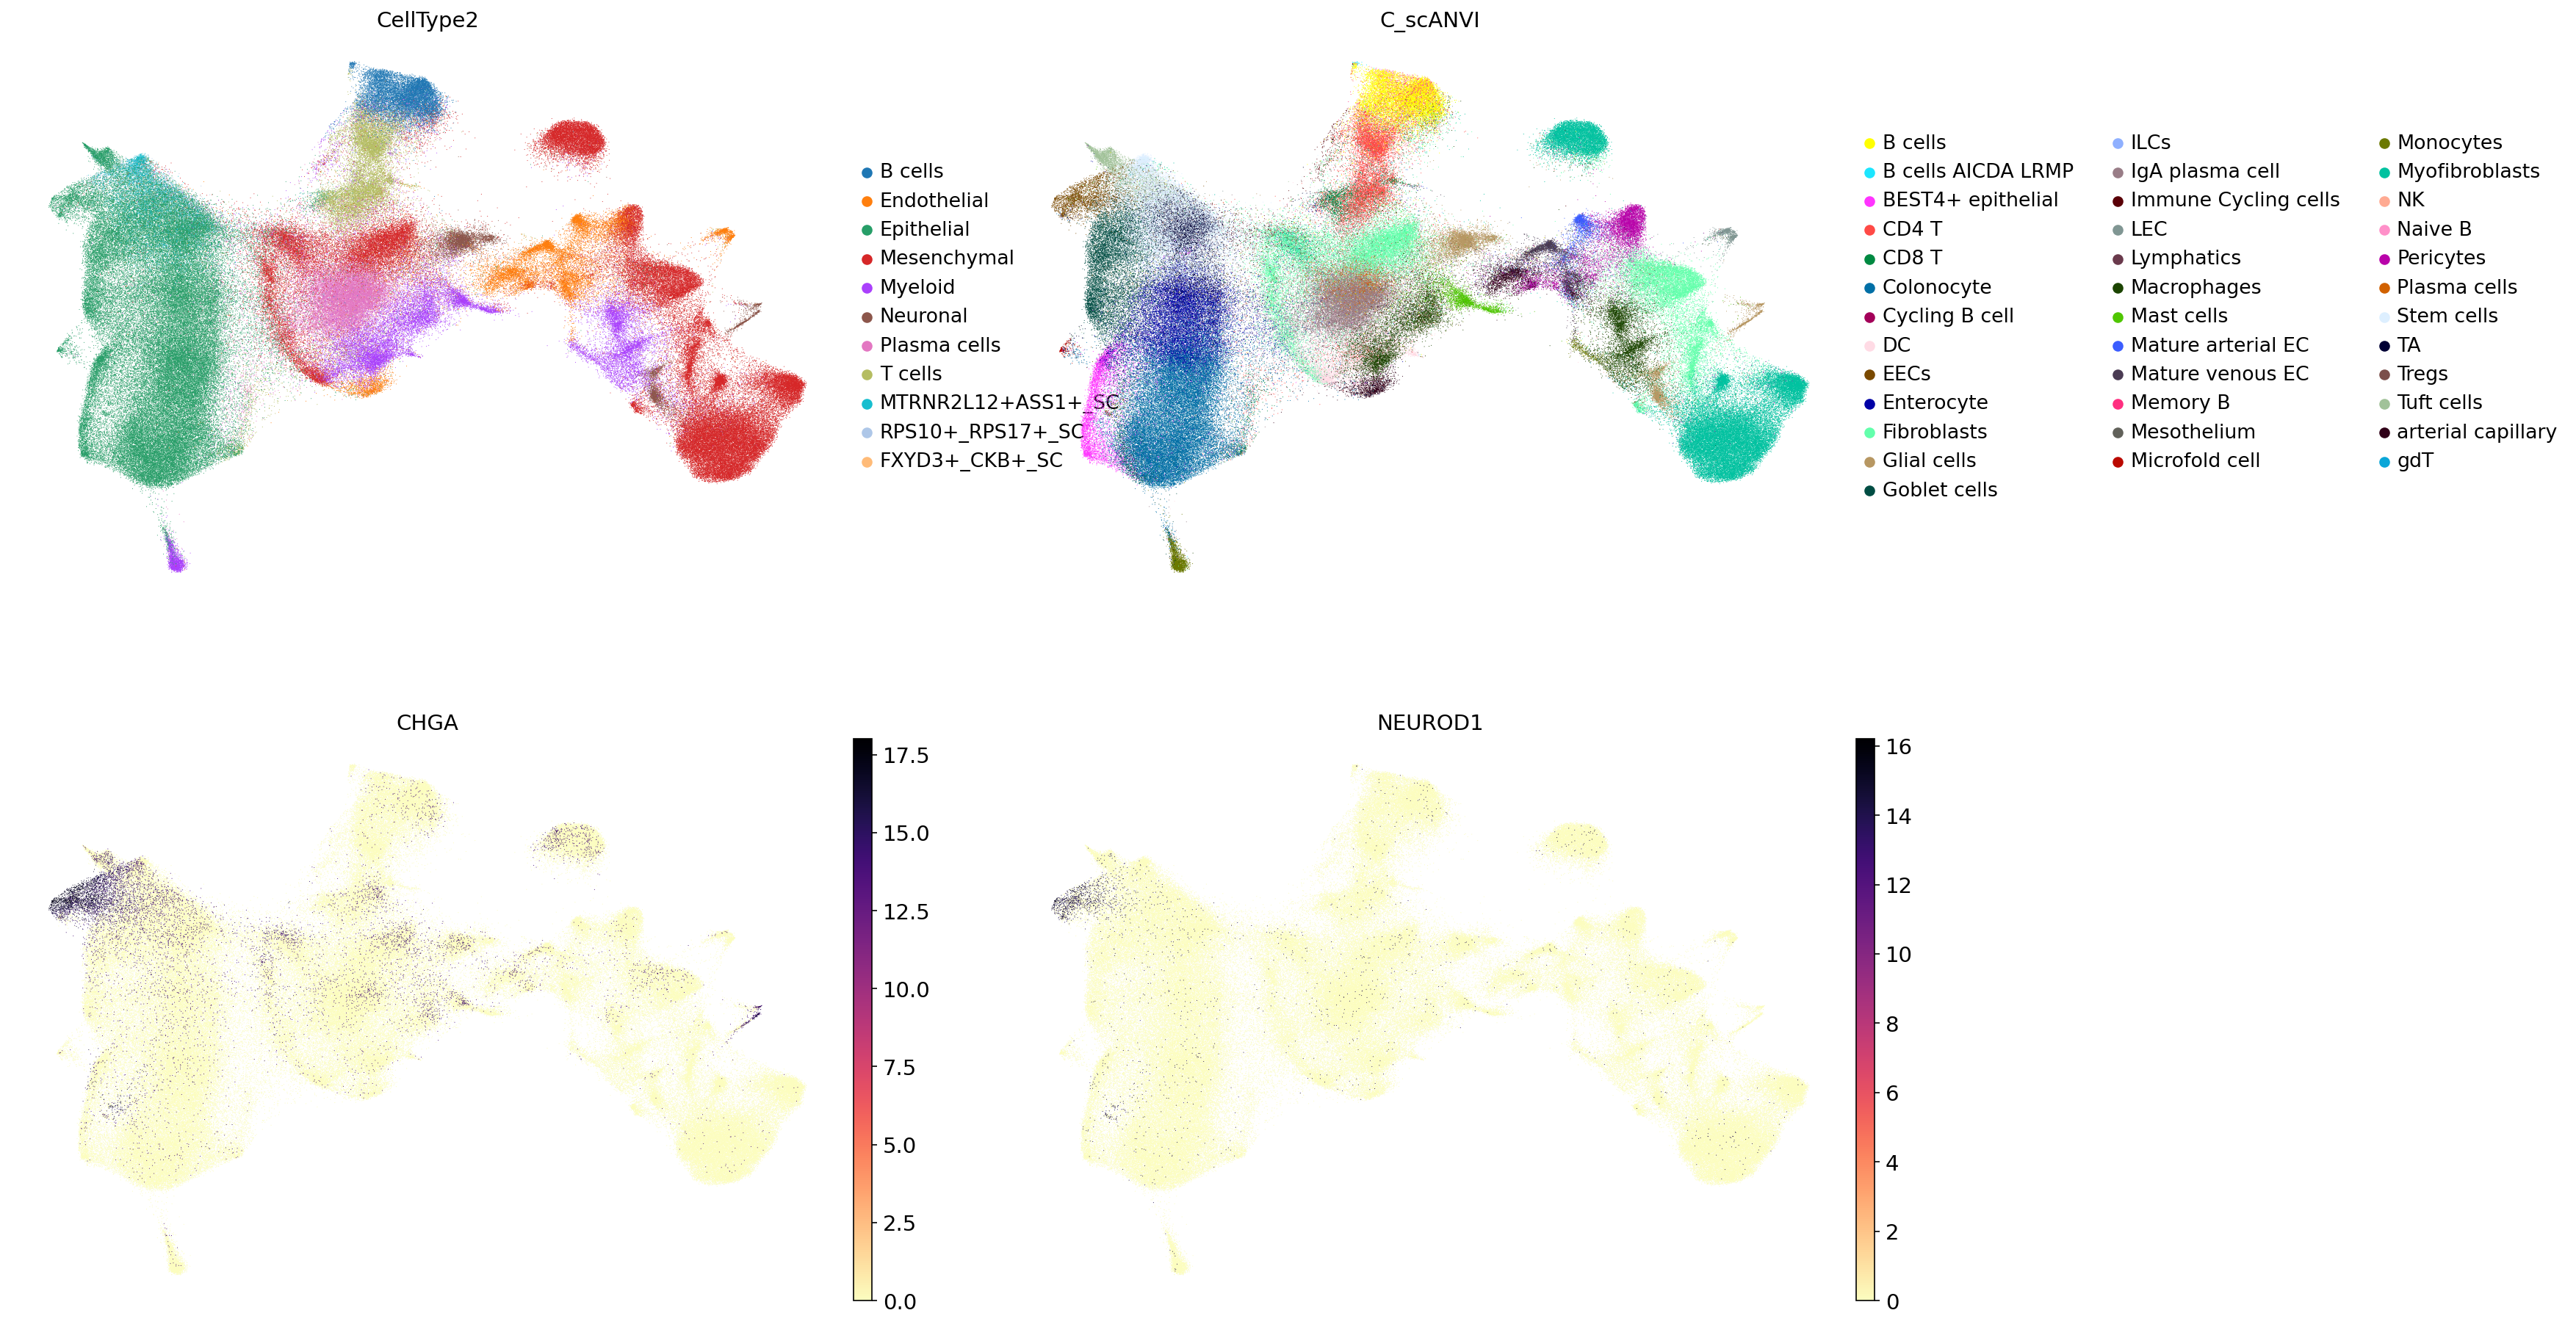 CellType2
B cells
Endothelial
Epithelial
Mesenchymal
Myeloid
Neuronal
Plasma cells
T cells
MTRNR2L12+ASS1+_SC
RPS10+_RPS17+_SC
FXYD3+_CKB+_SC
C_scANVI
B cells
B cells AICDA LRMP
BEST4+ epithelial
CD4 T
CD8 T
Colonocyte
Cycling B cell
DC
EECs
Enterocyte
Fibroblasts
Glial cells
Goblet cells
ILCs
IgA plasma cell
Immune Cycling cells
LEC
Lymphatics
Macrophages
Mast cells
Mature arterial EC
Mature venous EC
Memory B
Mesothelium
Microfold cell
Monocytes
Myofibroblasts
NK
Naive B
Pericytes
Plasma cells
Stem cells
TA
Tregs
Tuft cells
arterial capillary
gdT
CHGA
17.5
15.0
12.5
10.0
7.5
5.0
2.5
0.0
NEUROD1
16
14
12
10
8
6
4
2
0